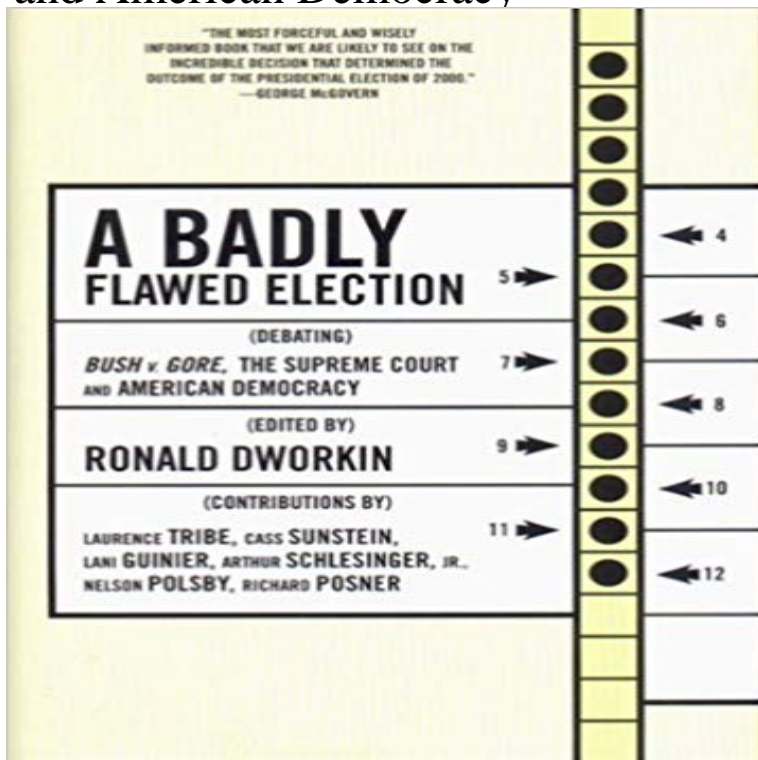 and American Democracy
"THE MOST FORCEFUL AND WISELY
INFORMED BOOK THAT WE ARE LIKELY TO SEE ON THE
INCREDIBLE DECISION THAT DETERMINED THE
OUTCOME OF THE PRESIDENTIAL ELECTION OF 2000."
—GEORGE McGOVERN
A BADLY
FLAWED ELECTION
(DEBATING)
BUSH v. GORE, THE SUPREME COURT
AND AMERICAN DEMOCRACY
(EDITED BY)
RONALD DWORKIN
(CONTRIBUTIONS BY)
LAURENCE TRIBE, CASS SUNSTEIN,
LANI GUINIER, ARTHUR SCHLESINGER, JR.,
NELSON POLSBY, RICHARD POSNER
4
5
6
7
8
9
10
11
12